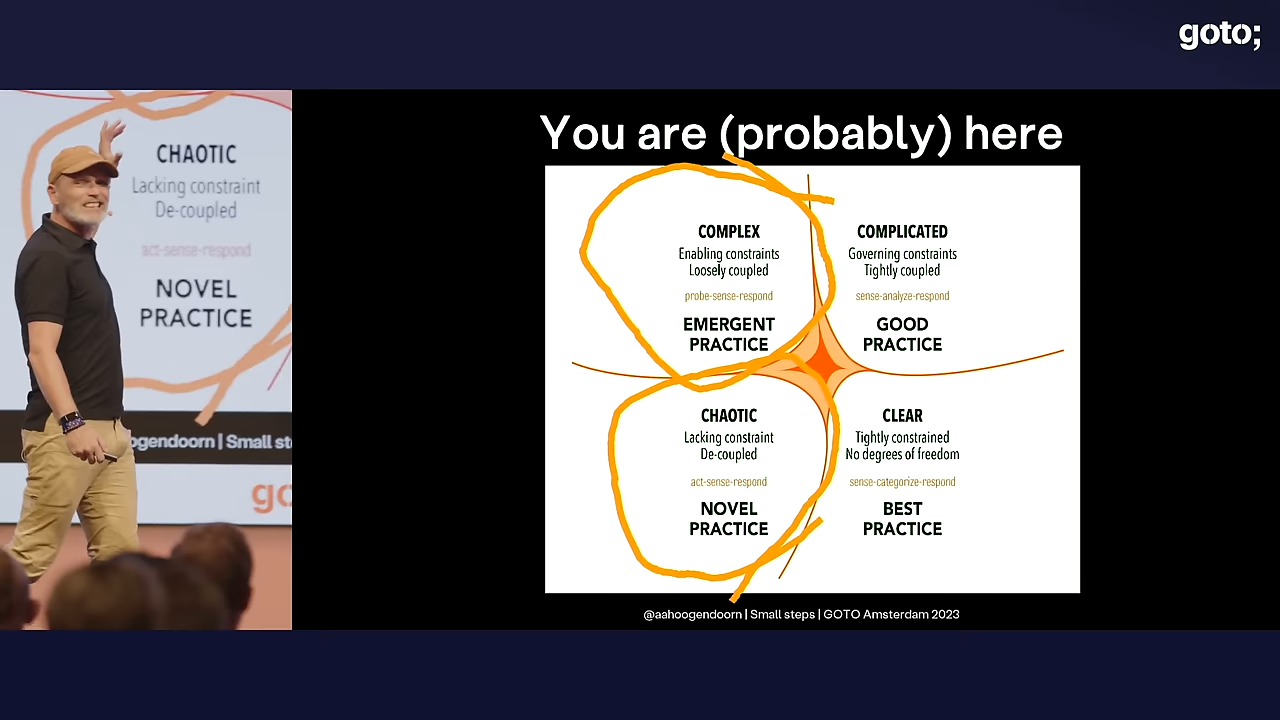 goto;
You are (probably) here
COMPLEX
Enabling constraints
Loosely coupled
probe-sense-respond
EMERGENT
PRACTICE
COMPLICATED
Governing constraints
Tightly coupled
sense-analyze-respond
GOOD
PRACTICE
CHAOTIC
Lacking constraint
De-coupled
act-sense-respond
NOVEL
PRACTICE
CLEAR
Tightly constrained
No degrees of freedom
sense-categorize-respond
BEST
PRACTICE
@aahoogendoorn | Small steps | GOTO Amsterdam 2023
CHAOTIC
Lacking constraint
De-coupled
act-sense-respond
NOVEL
PRACTICE
ogendoorn | Small ste
go